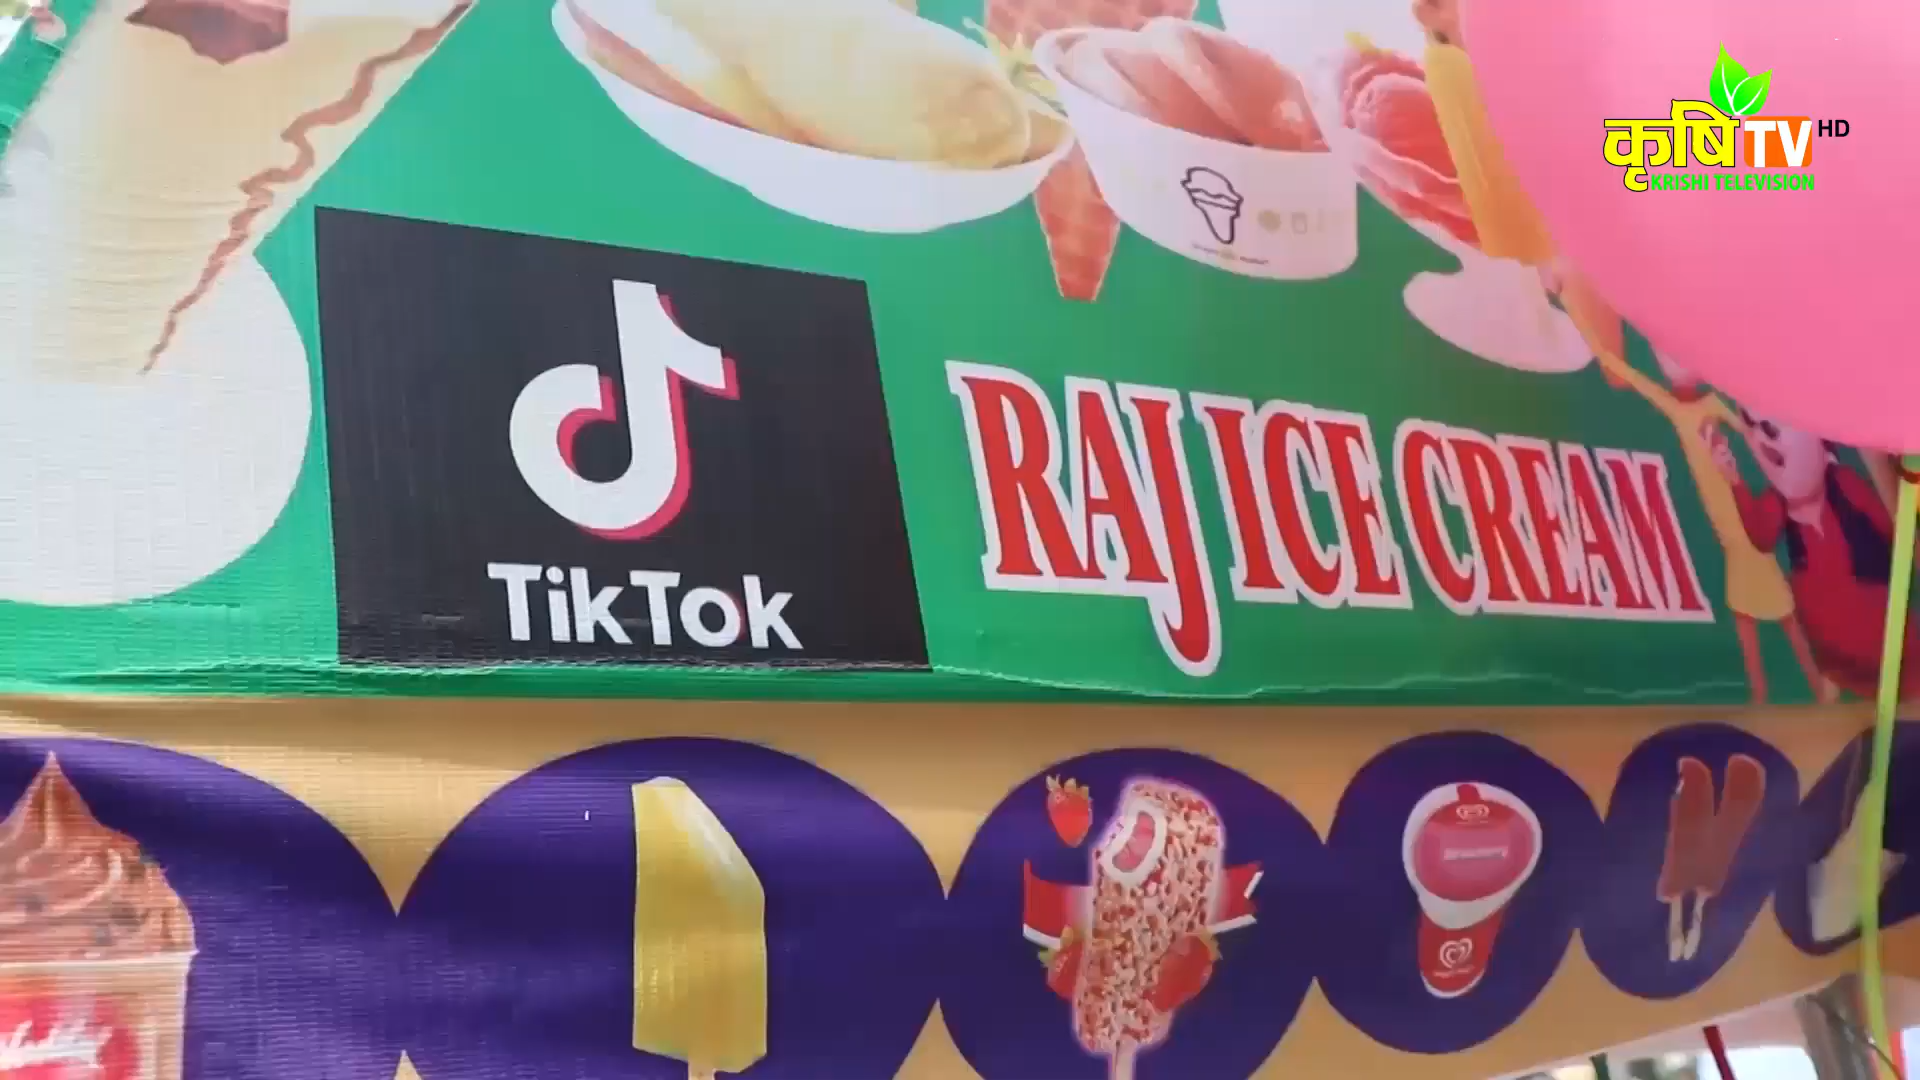 कृषि TV HD
KRISHI TELEVISION
TikTok
RAJ ICE CREAM
Strawberry